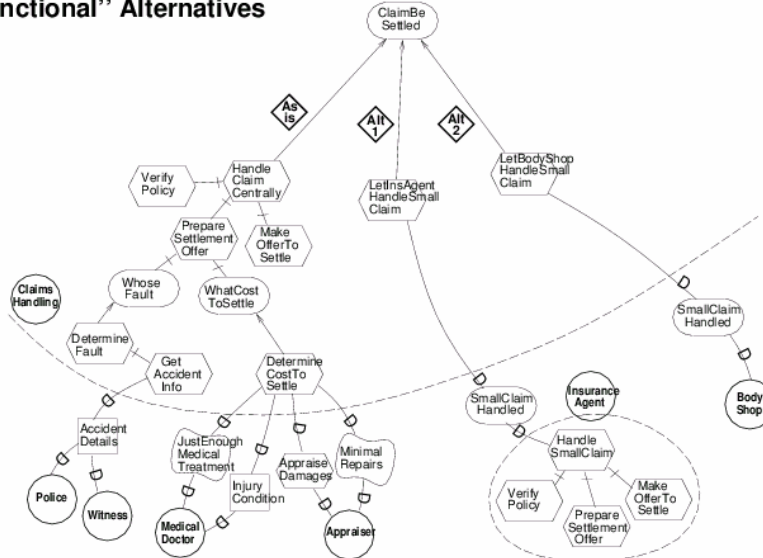 nctional’’ Alternatives
ClaimBe
Settled
As
is
Alt
1
Alt
2
Verify
Policy
Handle
Claim
Centrally
LetInsAgent
HandleSmall
Claim
LetBodyShop
HandleSmall
Claim
Prepare
Settlement
Offer
Make
OfferTo
Settle
Claims
Handling
Whose
Fault
WhatCost
ToSettle
SmallClaim
Handled
Determine
Fault
Get
Accident
Info
Determine
CostTo
Settle
SmallClaim
Handled
Insurance
Agent
Body
Shop
Accident
Details
JustEnough
Medical
Treatment
Injury
Condition
Appraise
Damages
Minimal
Repairs
Handle
SmallClaim
Police
Witness
Medical
Doctor
Appraiser
Verify
Policy
Prepare
Settlement
Offer
Make
OfferTo
Settle